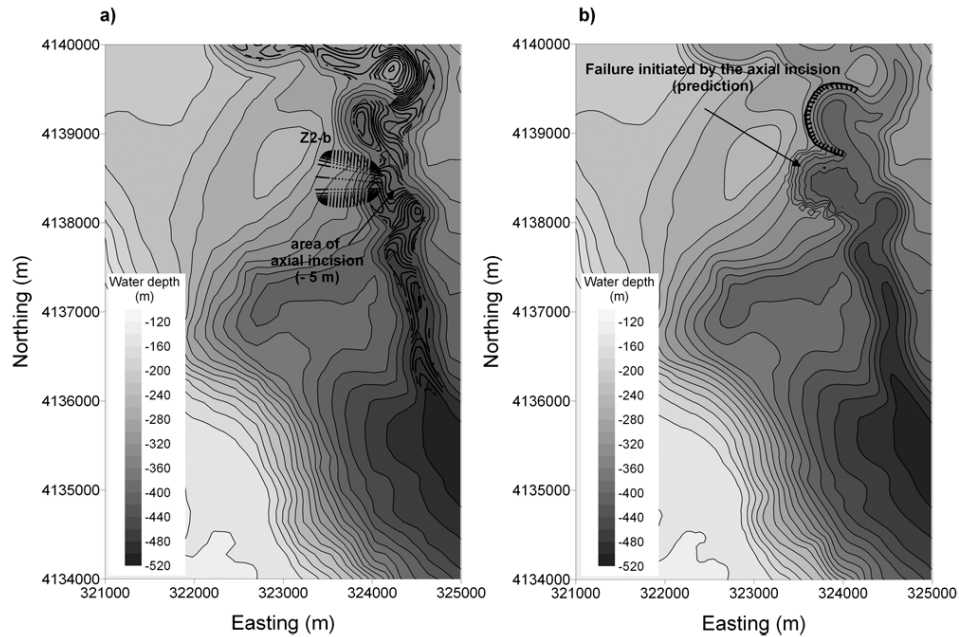 a)
4140000
4139000
4138000
4137000
4136000
4135000
4134000
Northing (m)
Z2-b
area of
axial incision
(- 5 m)
Water depth
(m)
-120
-160
-200
-240
-280
-320
-360
-400
-440
-480
-520
321000 322000 323000 324000 325000
Easting (m)
b)
4140000
4139000
4138000
4137000
4136000
4135000
4134000
Northing (m)
Failure initiated by the axial incision
(prediction)
Water depth
(m)
-120
-160
-200
-240
-280
-320
-360
-400
-440
-480
-520
321000 322000 323000 324000 325000
Easting (m)